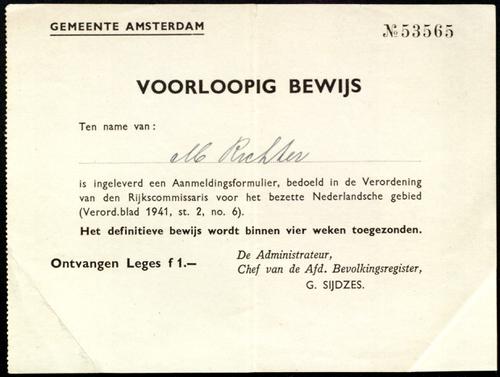 GEMEENTE AMSTERDAM
№ 53565
VOORLOOPIG BEWIJS
Ten name van:
M Richter
is ingeleverd een Aanmeldingsformulier, bedoeld in de Verordening
van den Rijkscommissaris voor het bezette Nederlandsche gebied
(Verord.blad 1941, st. 2, no. 6).
Het definitieve bewijs wordt binnen vier weken toegezonden.
Ontvangen Leges f 1.—
De Administrateur,
Chef van de Afd. Bevolkingsregister,
G. SIJDZES.